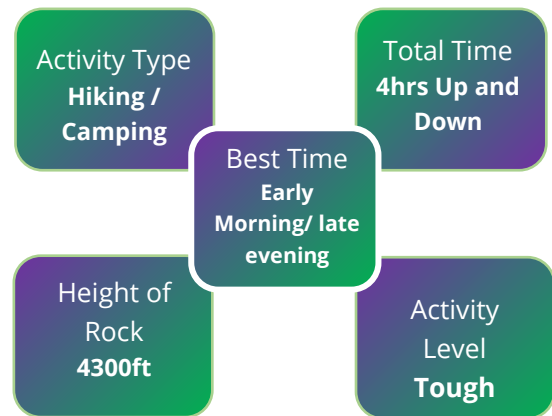 Activity Type
Hiking /
Camping
Total Time
4hrs Up and
Down
Best Time
Early
Morning/ late
evening
Height of
Rock
4300ft
Activity
Level
Tough